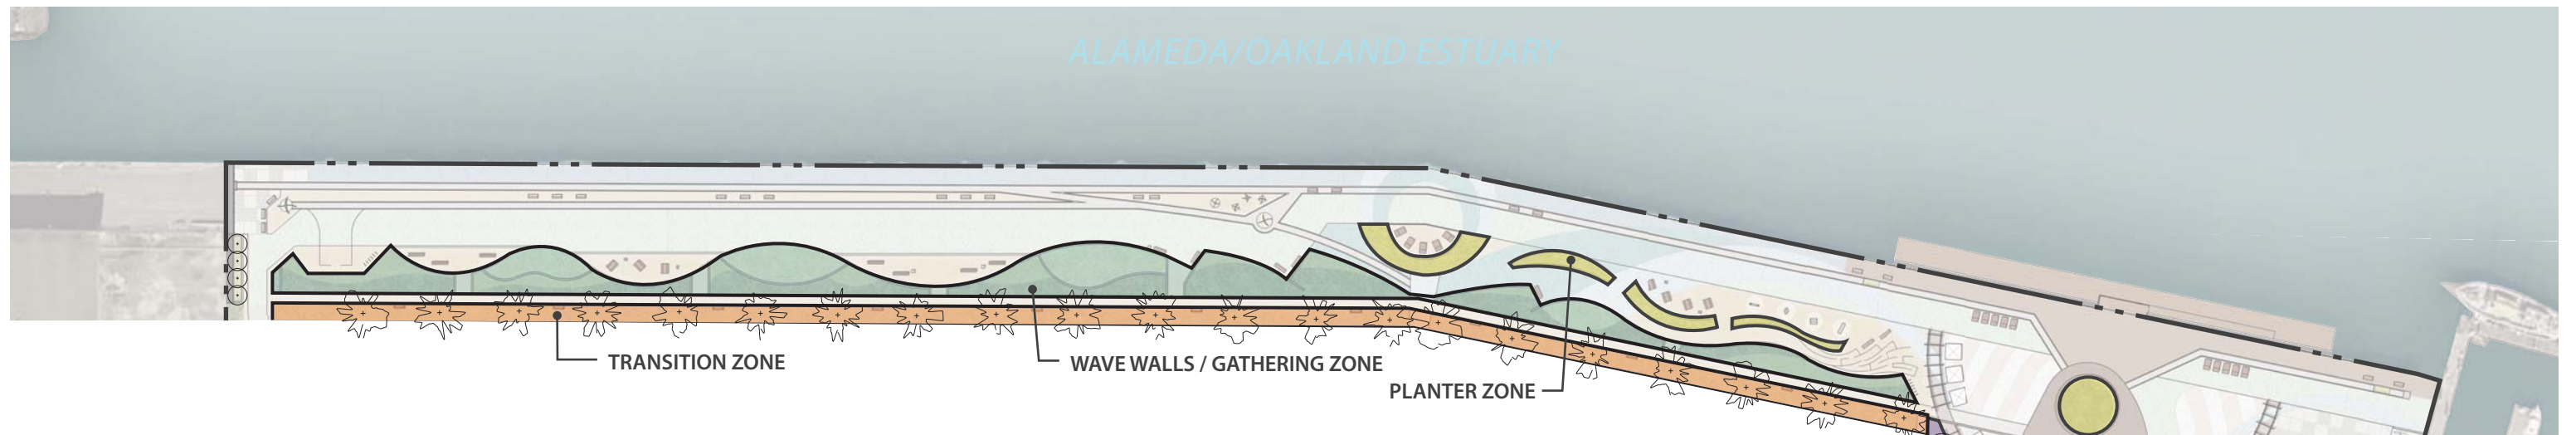 ALAMEDA/OAKLAND ESTUARY
TRANSITION ZONE
WAVE WALLS / GATHERING ZONE
PLANTER ZONE